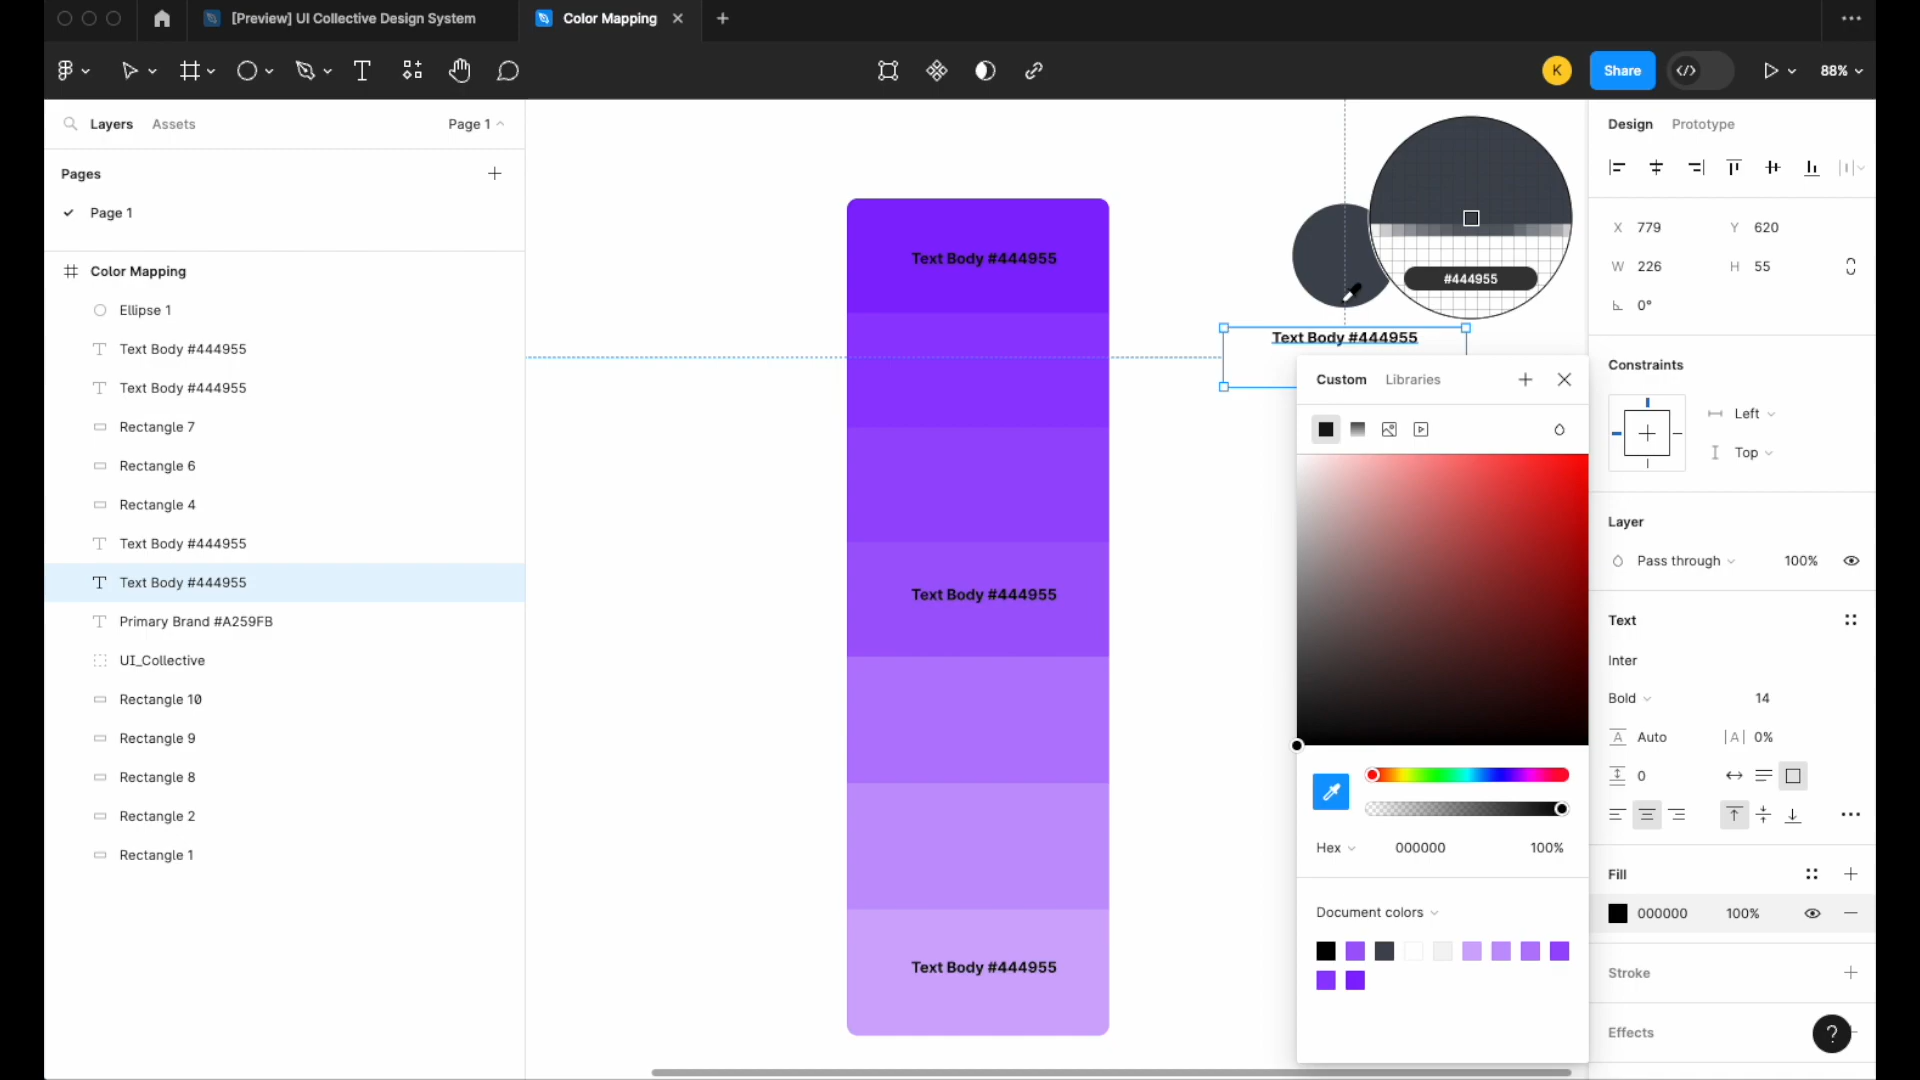 [Preview] UI Collective Design System
Color Mapping
K
Share
88%
Layers
Assets
Page 1
Pages
Page 1
Color Mapping
Ellipse 1
Text Body #444955
Text Body #444955
Rectangle 7
Rectangle 6
Rectangle 4
Text Body #444955
Text Body #444955
Primary Brand #A259FB
UI_Collective
Rectangle 10
Rectangle 9
Rectangle 8
Rectangle 2
Rectangle 1
Text Body #444955
Text Body #444955
Text Body #444955
#444955
Text Body #444955
Custom
Libraries
Hex
000000
100%
Document colors
Design
Prototype
X 779
Y 620
W 226
H 55
0°
Constraints
Left
Top
Layer
Pass through
100%
Text
Inter
Bold
14
A Auto
|A| 0%
0
Fill
000000
100%
Stroke
Effects
?